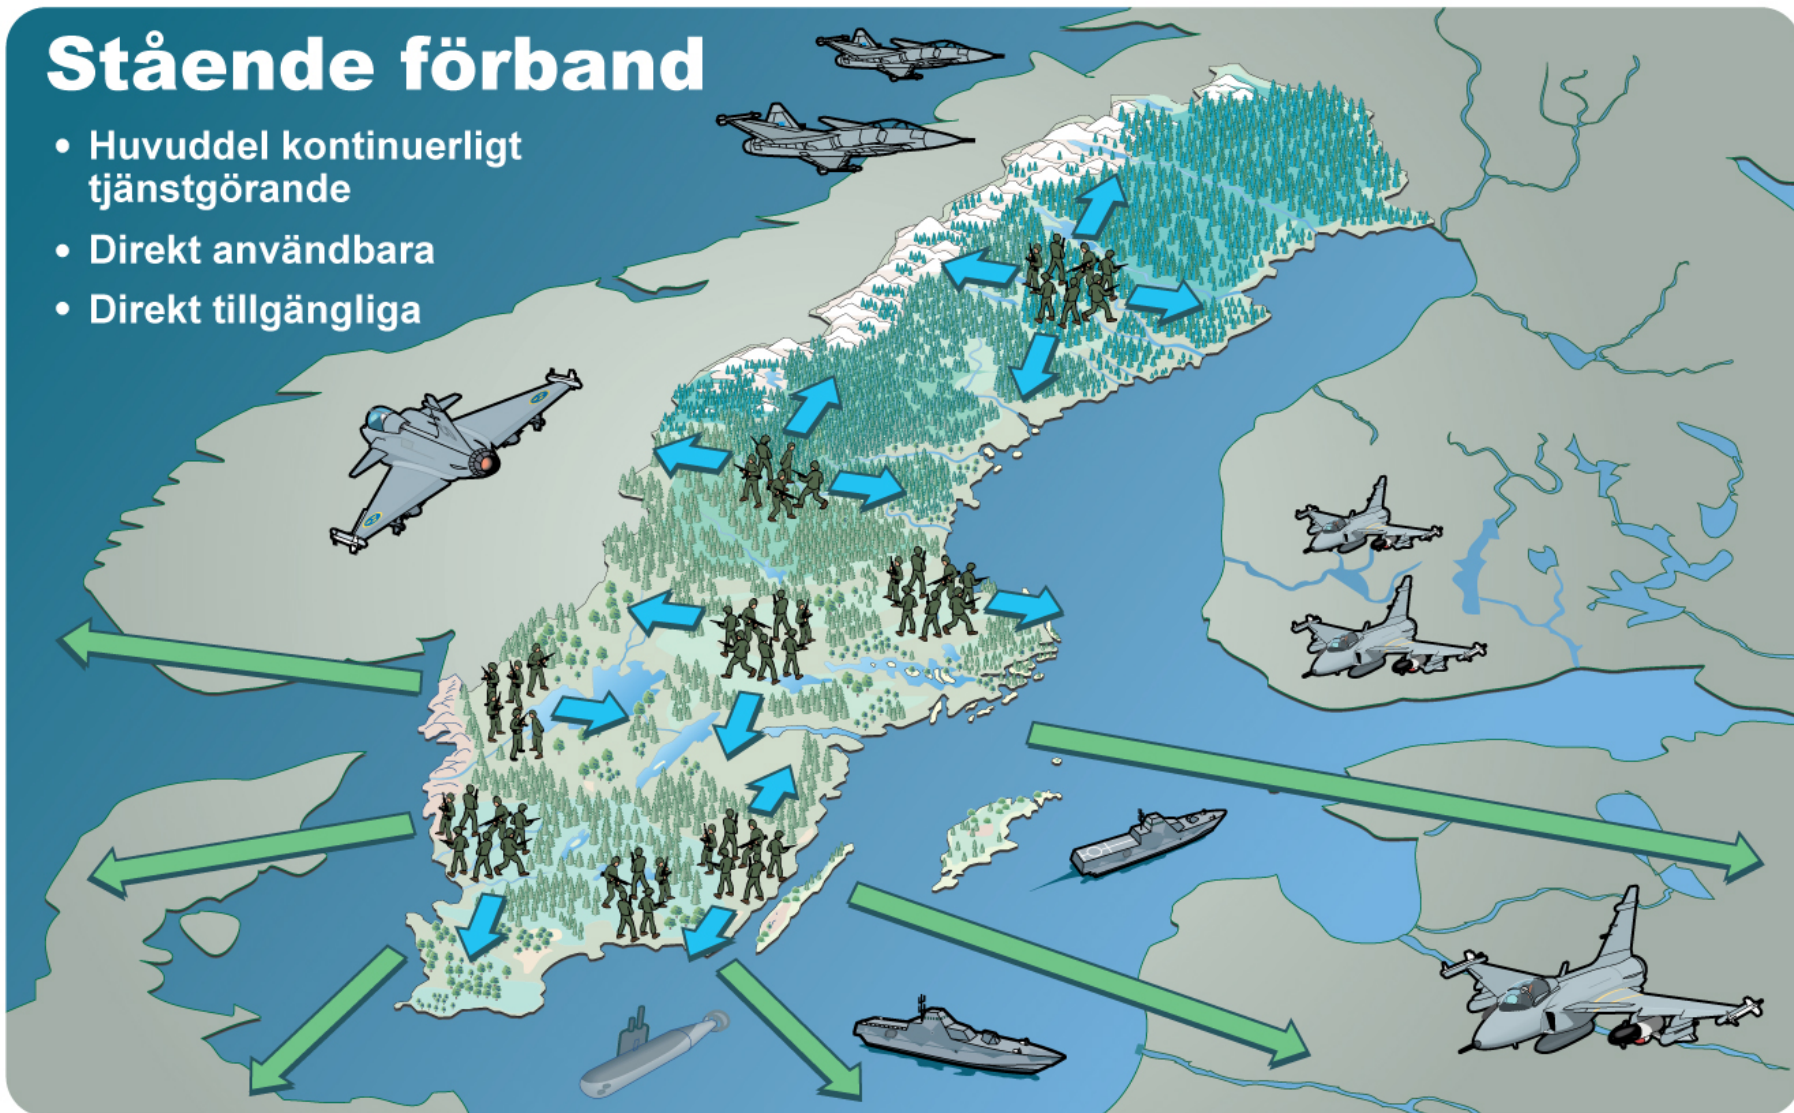 Stående förband
• Huvuddel kontinuerligt
tjänstgörande
• Direkt användbara
• Direkt tillgängliga